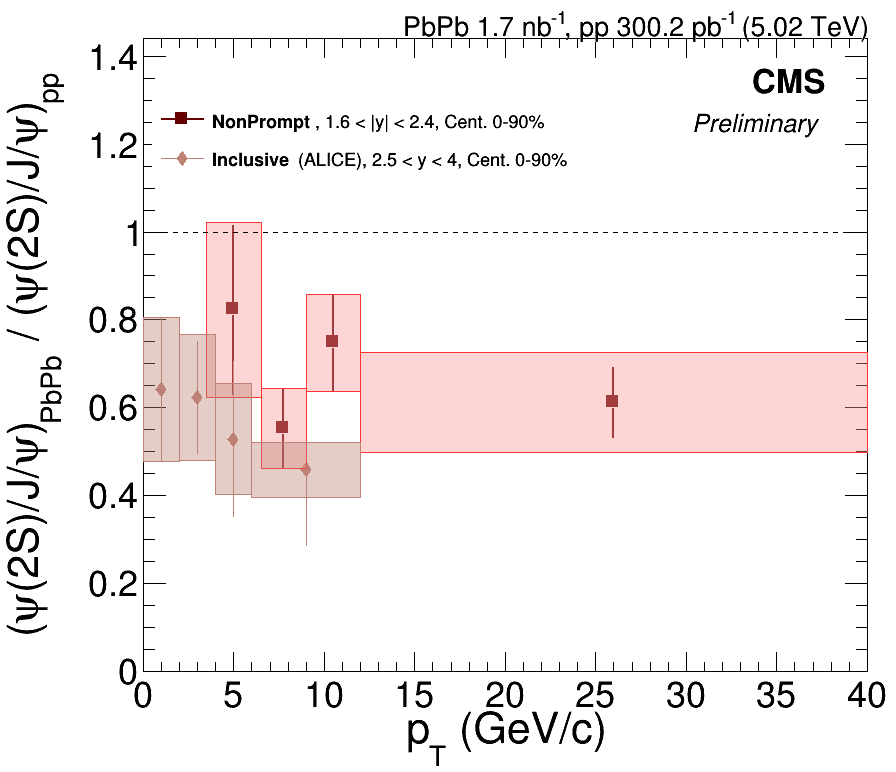 PbPb 1.7 nb⁻¹, pp 300.2 pb⁻¹ (5.02 TeV)
CMS
Preliminary
NonPrompt , 1.6 < |y| < 2.4, Cent. 0-90%
Inclusive (ALICE), 2.5 < y < 4, Cent. 0-90%
(ψ(2S)/J/ψ)PbPb / (ψ(2S)/J/ψ)pp
1.4
1.2
1
0.8
0.6
0.4
0.2
0
0 5 10 15 20 25 30 35 40
pT (GeV/c)